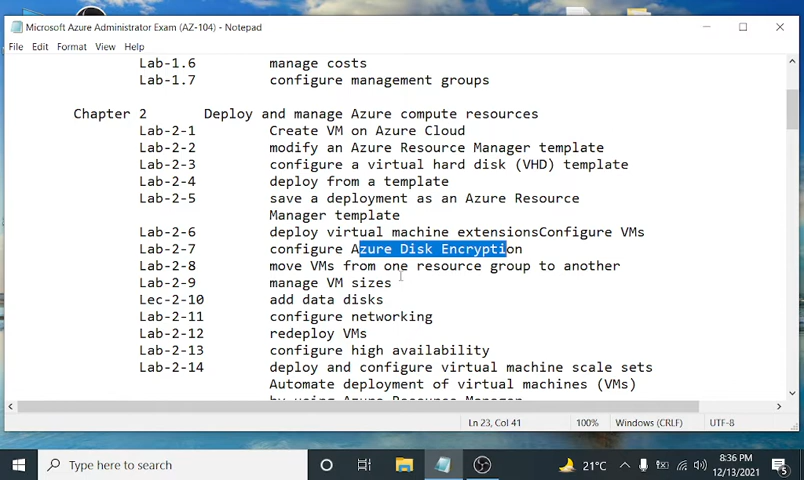 Microsoft Azure Administrator Exam (AZ-104) - Notepad
File Edit Format View Help
Lab-1.6 manage costs
Lab-1.7 configure management groups
Chapter 2 Deploy and manage Azure compute resources
Lab-2-1 Create VM on Azure Cloud
Lab-2-2 modify an Azure Resource Manager template
Lab-2-3 configure a virtual hard disk (VHD) template
Lab-2-4 deploy from a template
Lab-2-5 save a deployment as an Azure Resource
Manager template
Lab-2-6 deploy virtual machine extensionsConfigure VMs
Lab-2-7 configure Azure Disk Encryption
Lab-2-8 move VMs from one resource group to another
Lab-2-9 manage VM sizes
Lec-2-10 add data disks
Lab-2-11 configure networking
Lab-2-12 redeploy VMs
Lab-2-13 configure high availability
Lab-2-14 deploy and configure virtual machine scale sets
Automate deployment of virtual machines (VMs)
by using Azure Resource Manager
Ln 23, Col 41 100% Windows (CRLF) UTF-8
Type here to search
21°C
8:36 PM
12/13/2021
5